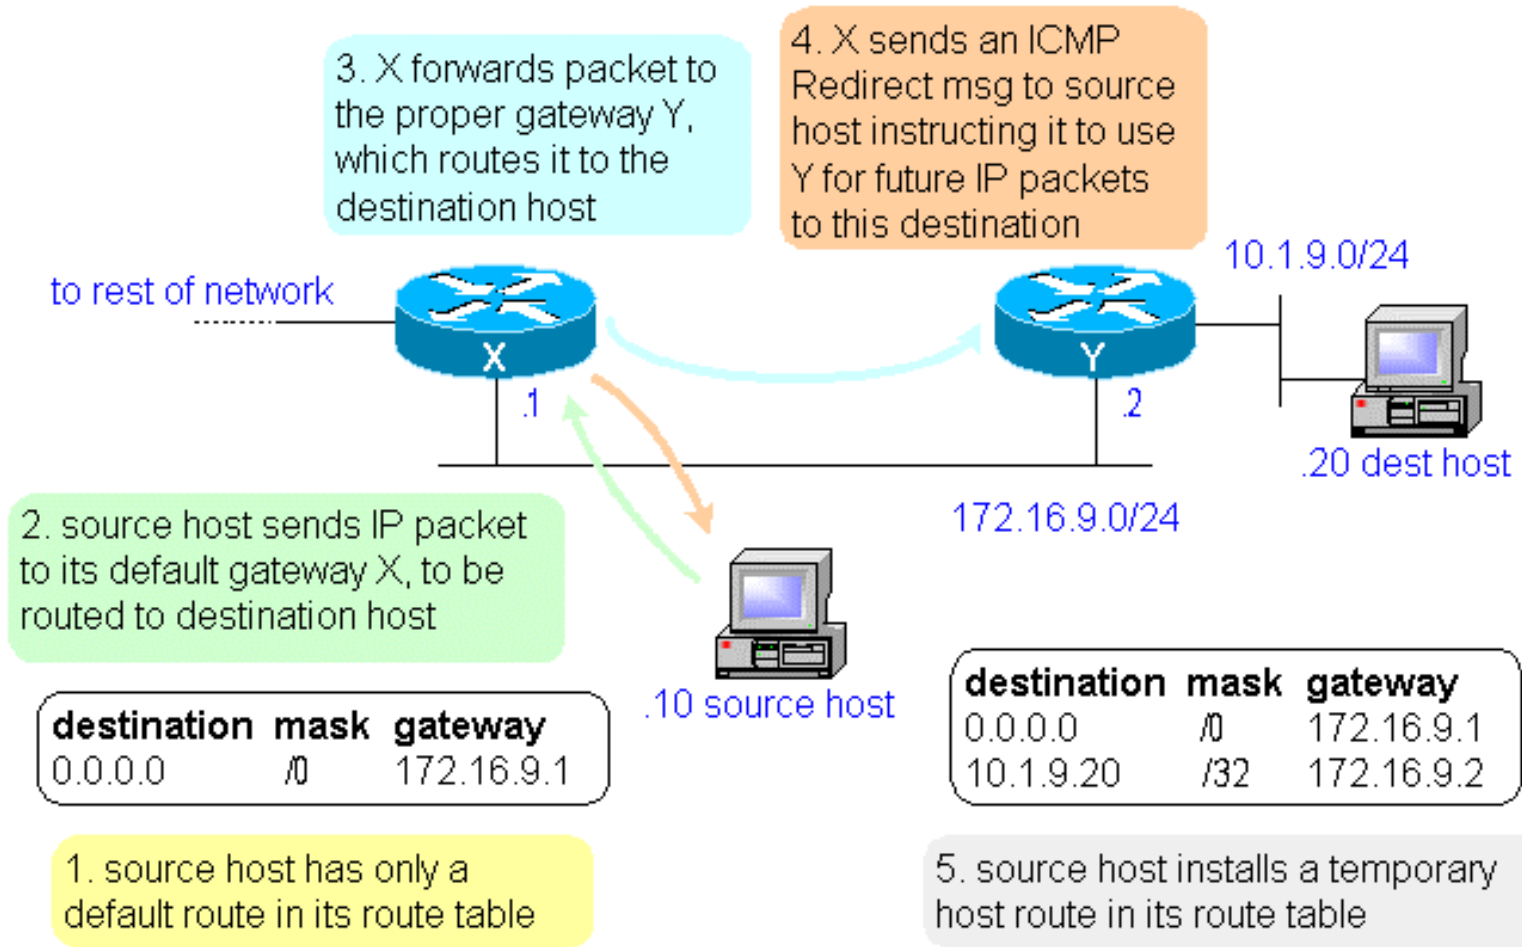 3. X forwards packet to
the proper gateway Y,
which routes it to the
destination host
4. X sends an ICMP
Redirect msg to source
host instructing it to use
Y for future IP packets
to this destination
to rest of network
X
.1
Y
.2
10.1.9.0/24
.20 dest host
172.16.9.0/24
2. source host sends IP packet
to its default gateway X, to be
routed to destination host
.10 source host
destination mask gateway
0.0.0.0 /0 172.16.9.1
destination mask gateway
0.0.0.0 /0 172.16.9.1
10.1.9.20 /32 172.16.9.2
1. source host has only a
default route in its route table
5. source host installs a temporary
host route in its route table